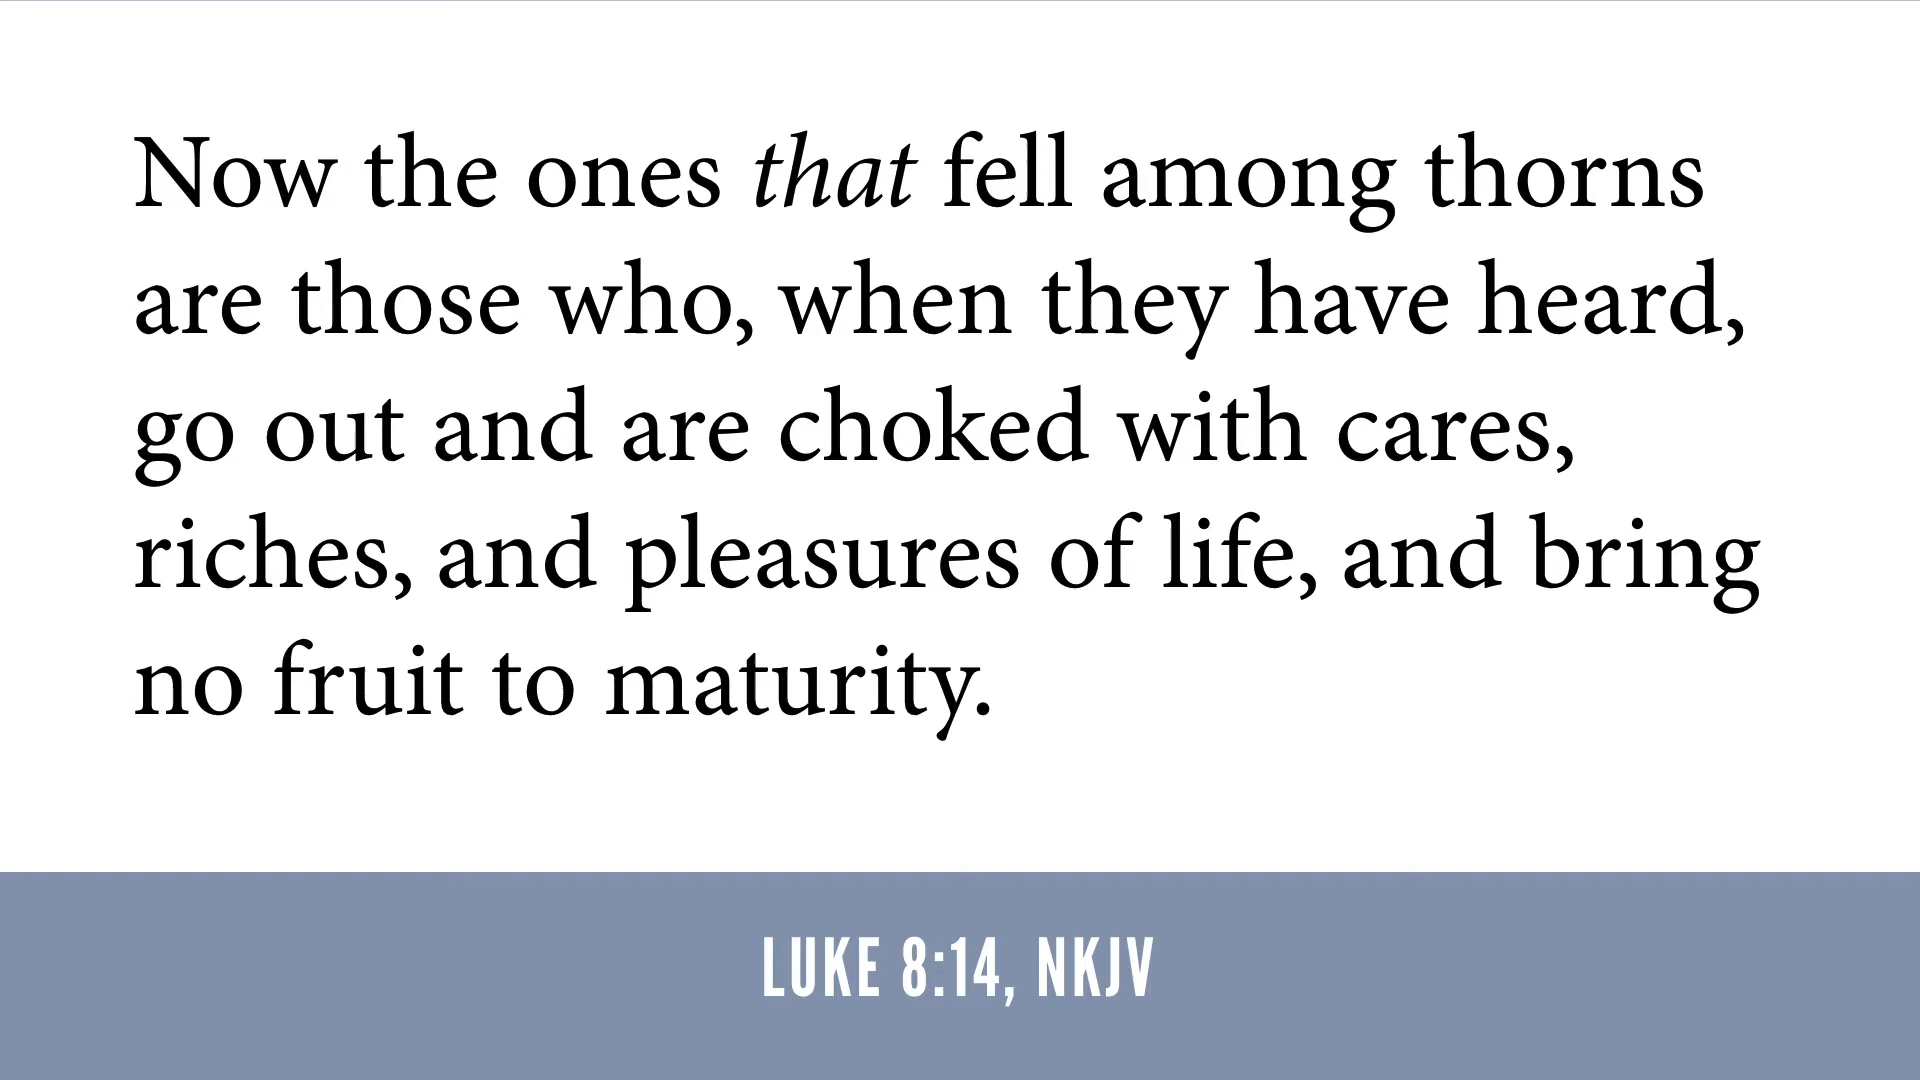 Now the ones that fell among thorns
are those who, when they have heard,
go out and are choked with cares,
riches, and pleasures of life, and bring
no fruit to maturity.
LUKE 8:14, NKJV